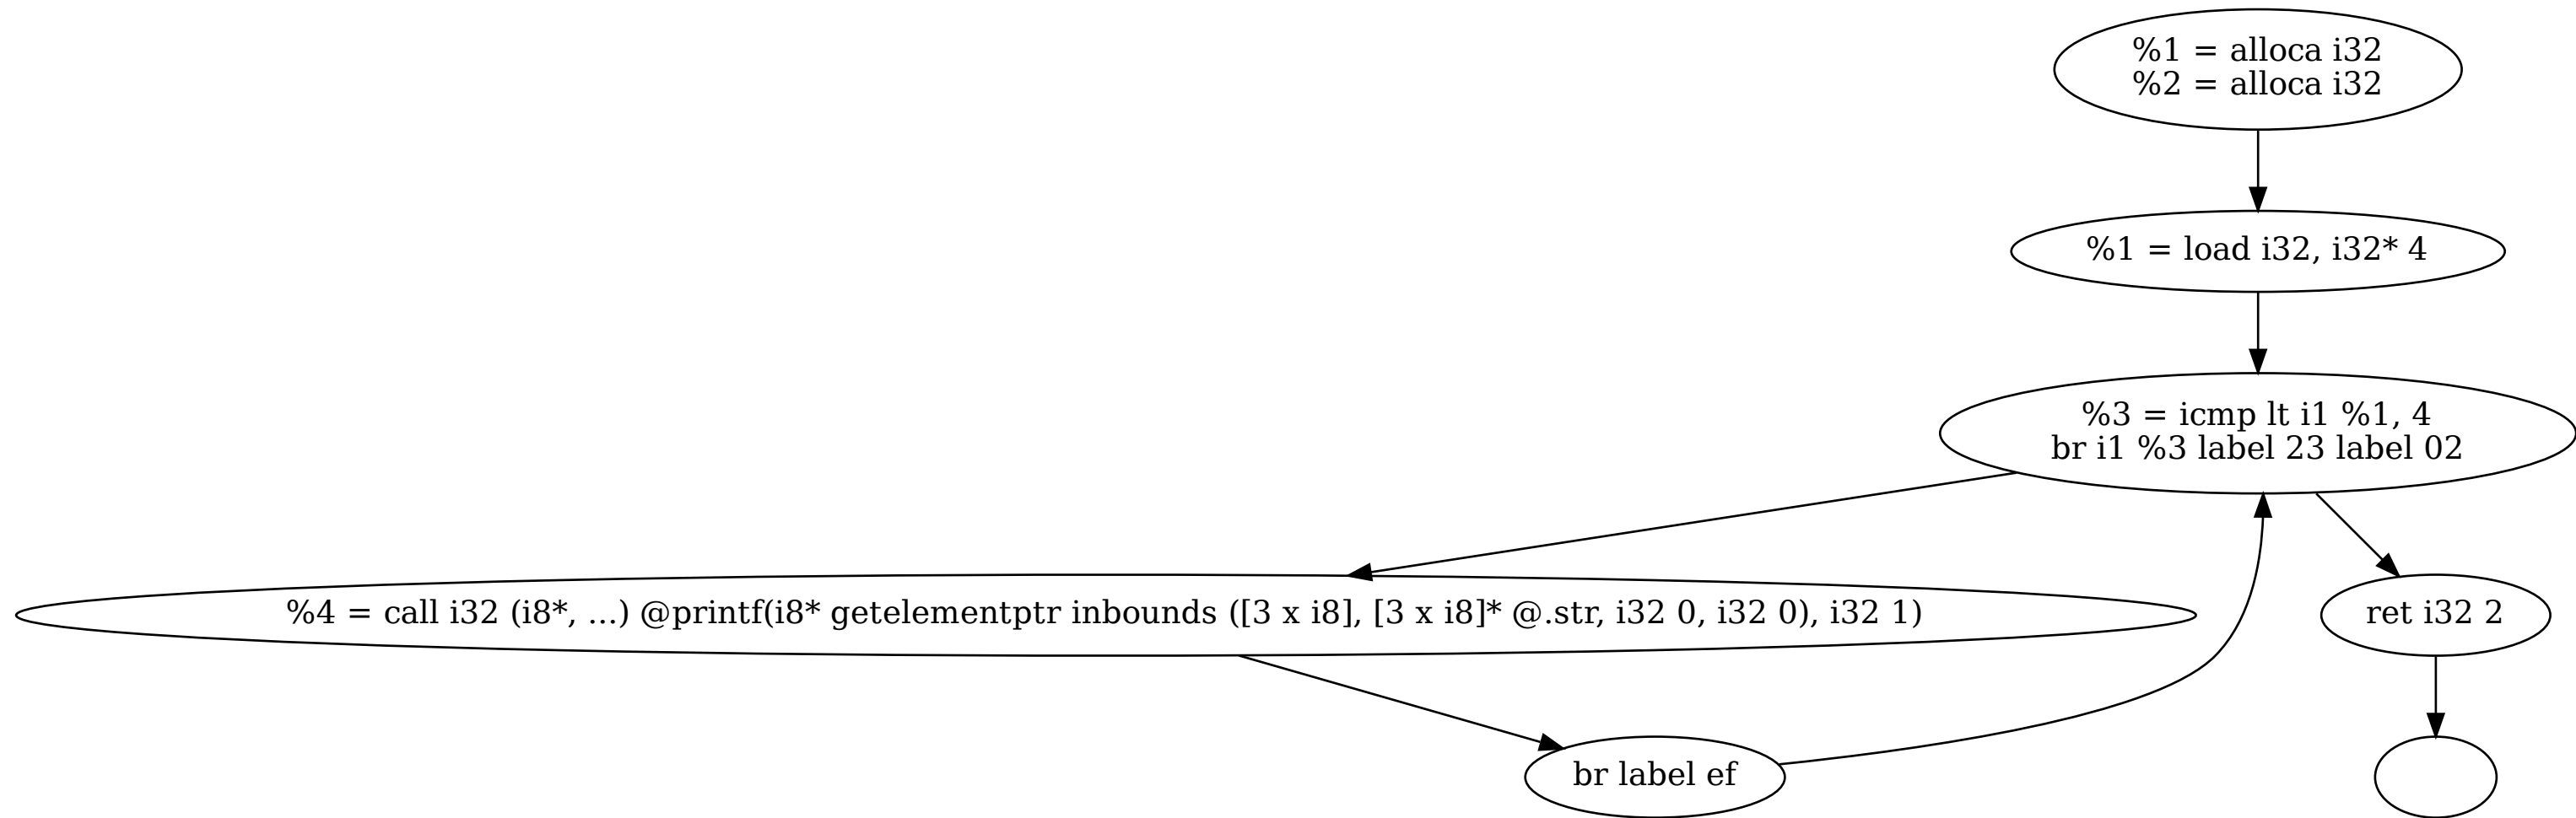 %1 = alloca i32
%2 = alloca i32
%1 = load i32, i32* 4
%3 = icmp lt i1 %1, 4
br i1 %3 label 23 label 02
%4 = call i32 (i8*, ...) @printf(i8* getelementptr inbounds ([3 x i8], [3 x i8]* @.str, i32 0, i32 0), i32 1)
ret i32 2
br label ef